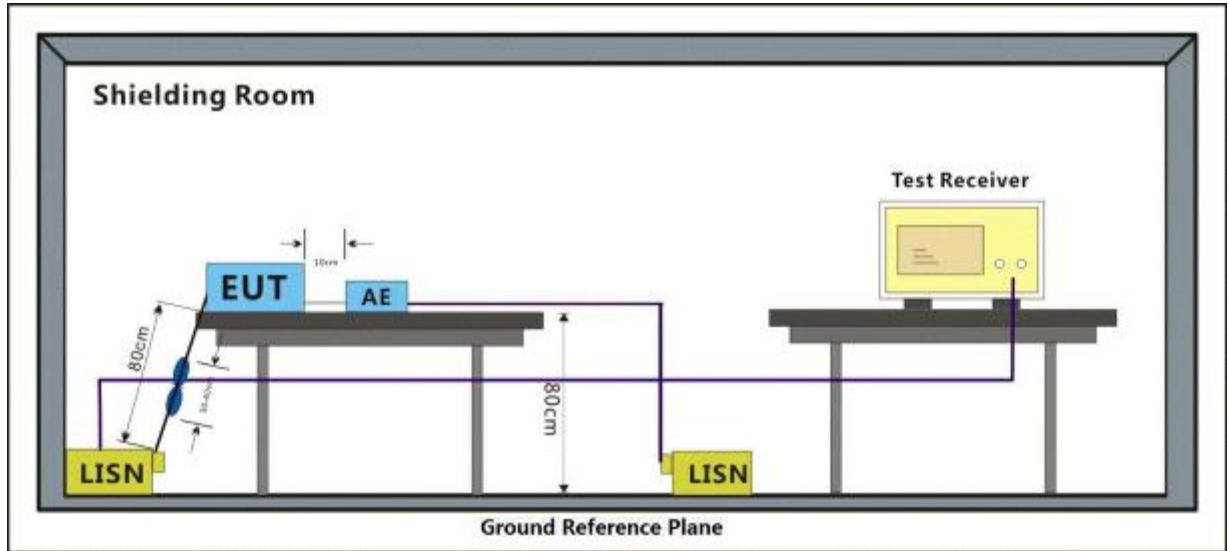 Shielding Room
Test Receiver
10cm
EUT
AE
80cm
80cm
LISN
LISN
Ground Reference Plane